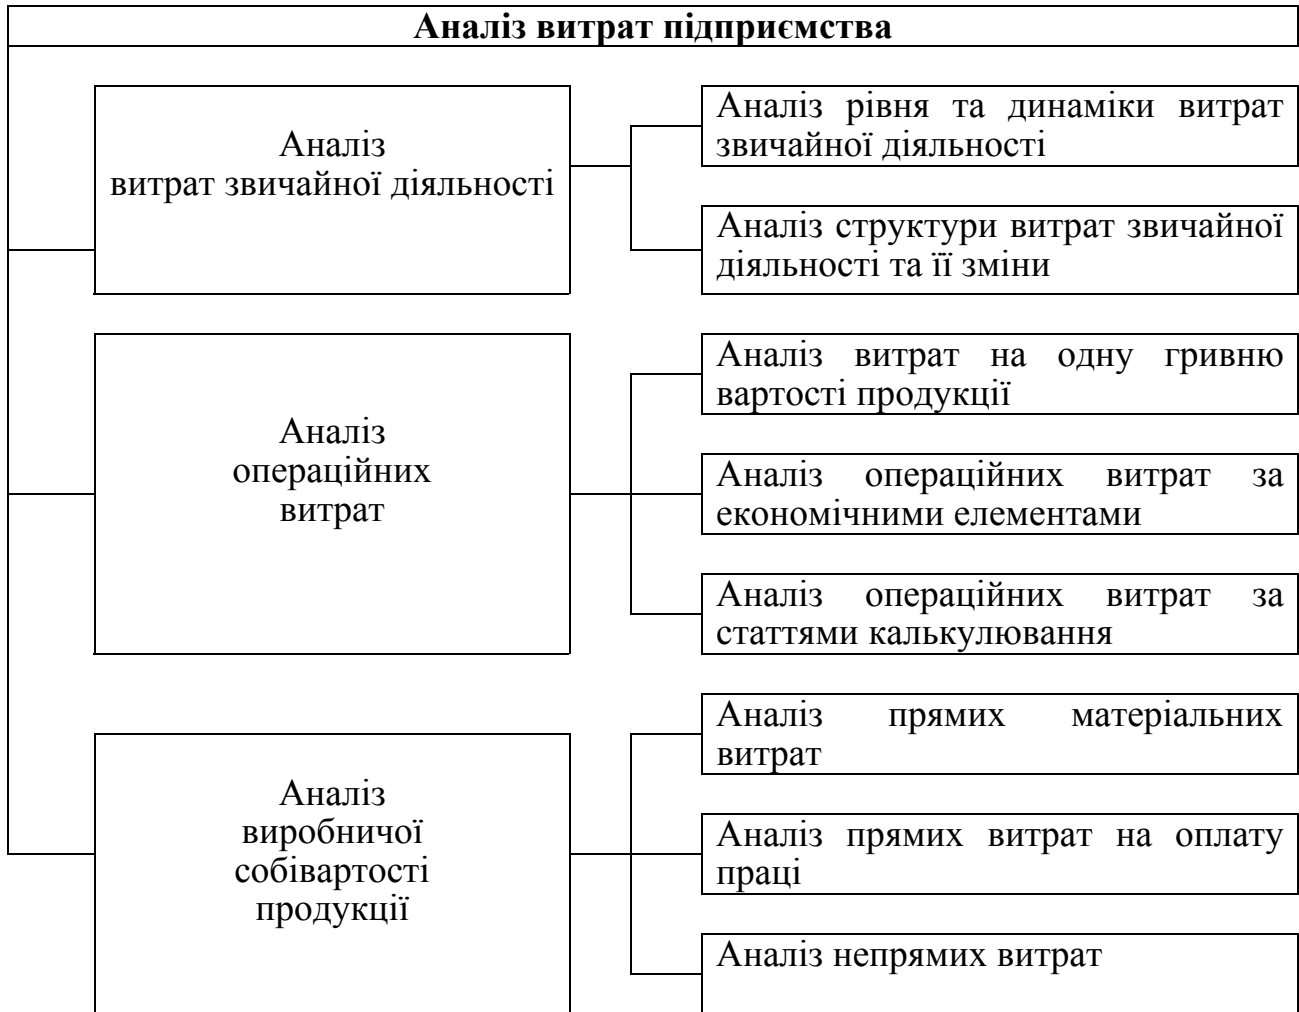 Аналіз витрат підприємства
Аналіз
витрат звичайної діяльності
Аналіз рівня та динаміки витрат
звичайної діяльності
Аналіз структури витрат звичайної
діяльності та її зміни
Аналіз
операційних
витрат
Аналіз витрат на одну гривню
вартості продукції
Аналіз операційних витрат за
економічними елементами
Аналіз операційних витрат за
статтями калькулювання
Аналіз
виробничої
собівартості
продукції
Аналіз прямих матеріальних
витрат
Аналіз прямих витрат на оплату
праці
Аналіз непрямих витрат